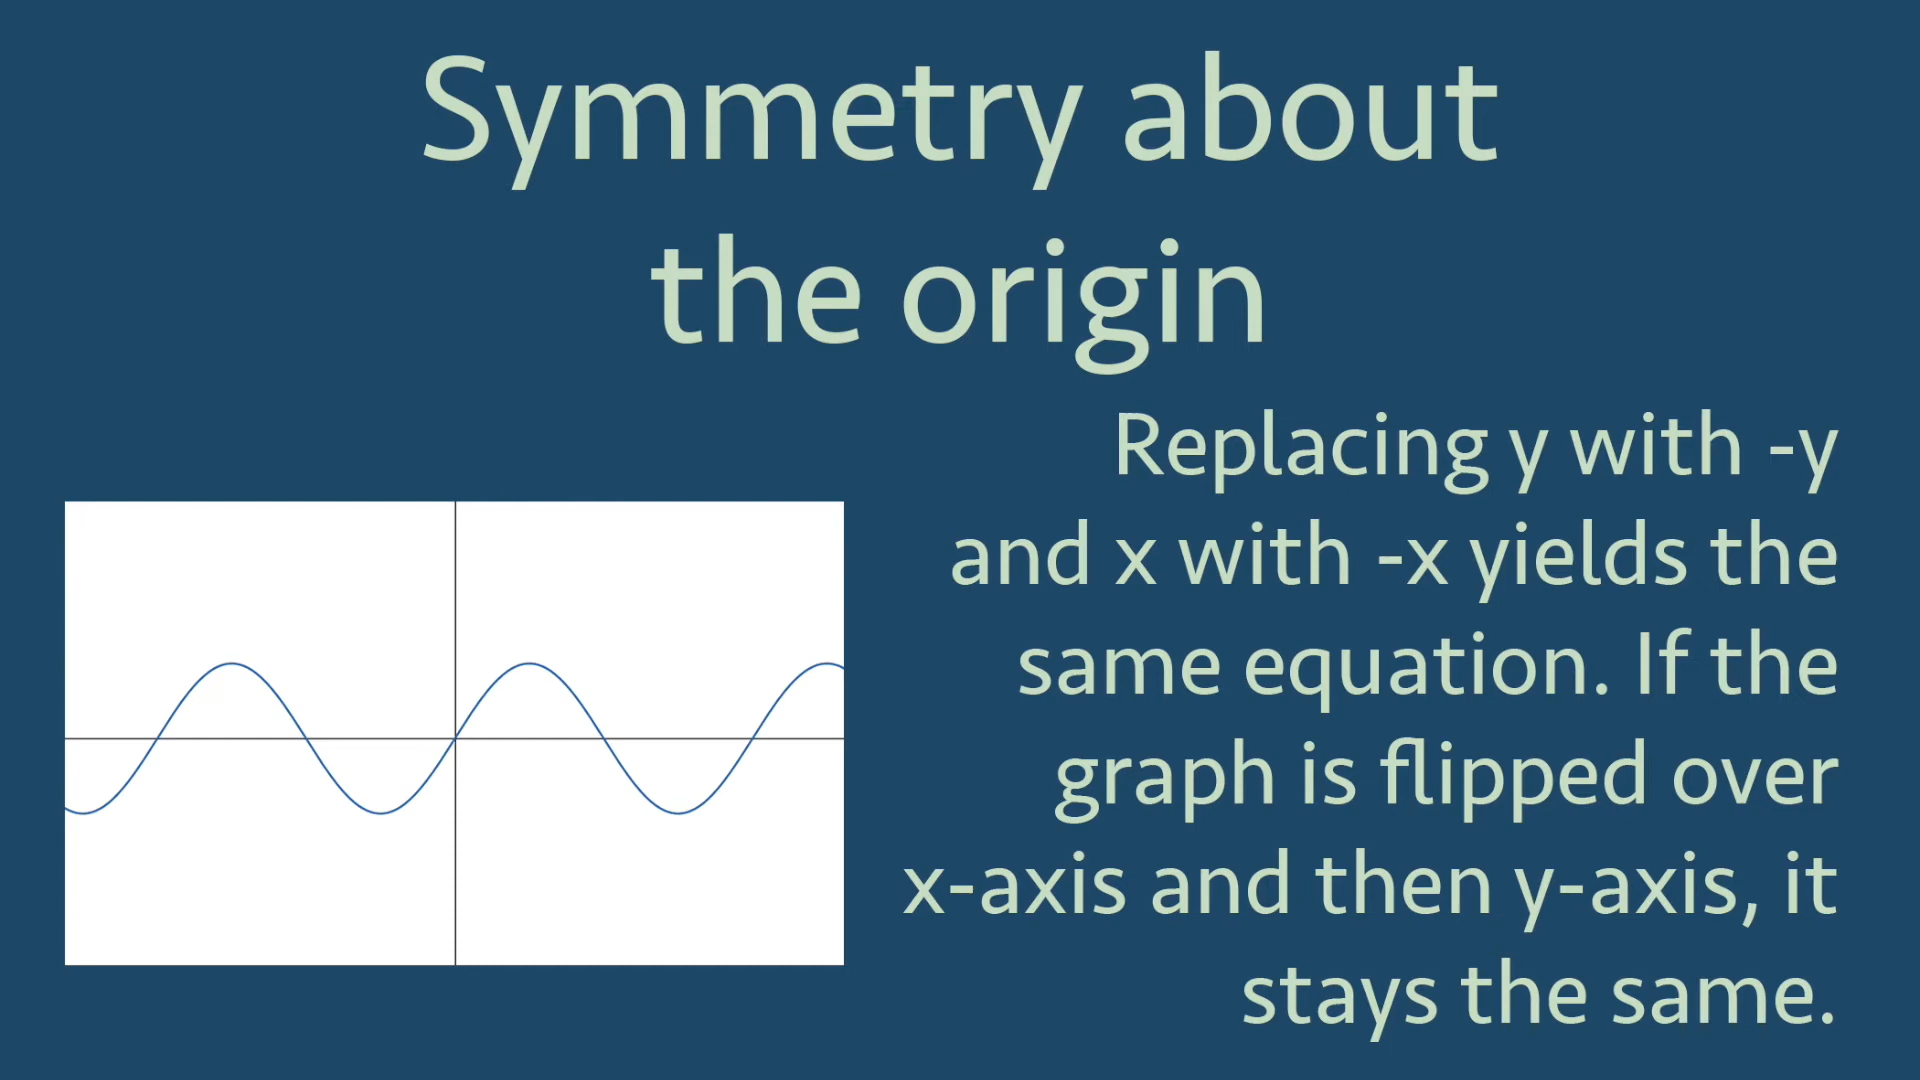 Symmetry about
the origin
Replacing y with -y
and x with -x yields the
same equation. If the
graph is flipped over
x-axis and then y-axis, it
stays the same.